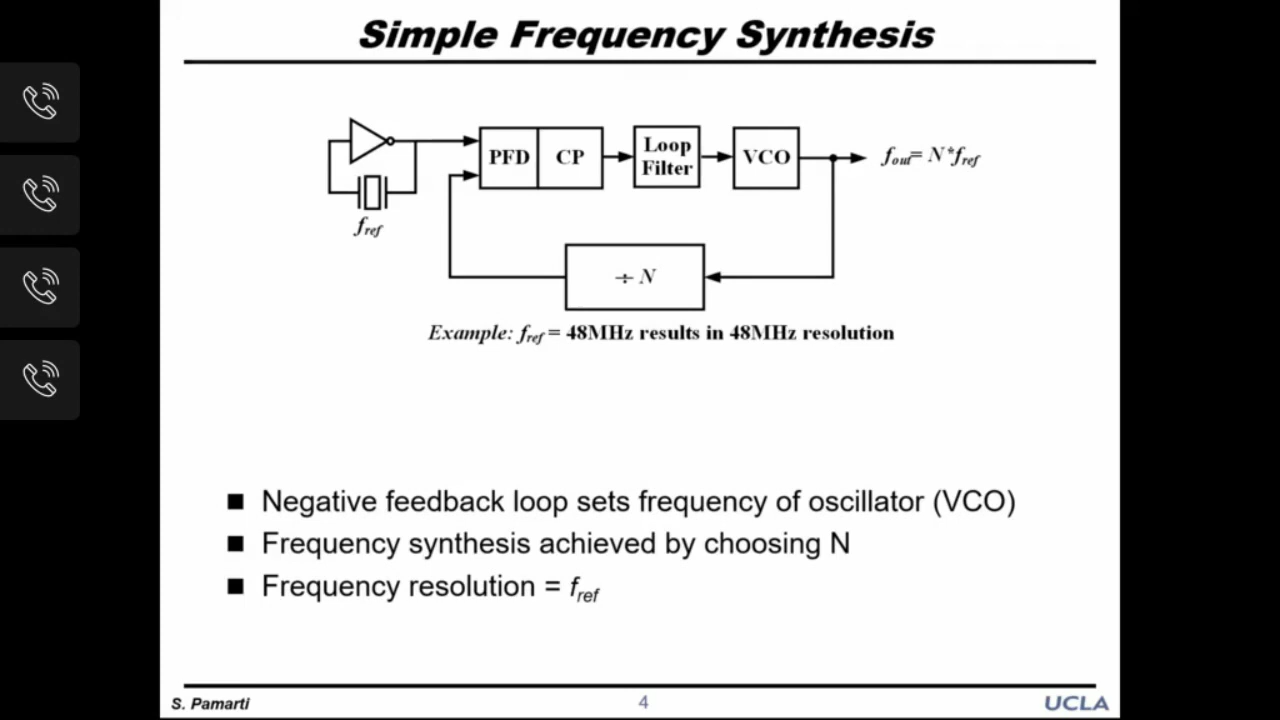 Simple Frequency Synthesis
PFD
CP
Loop
Filter
VCO
fout= N*fref
fref
÷ N
Example: fref = 48MHz results in 48MHz resolution
■ Negative feedback loop sets frequency of oscillator (VCO)
■ Frequency synthesis achieved by choosing N
■ Frequency resolution = fref
S. Pamarti
4
UCLA